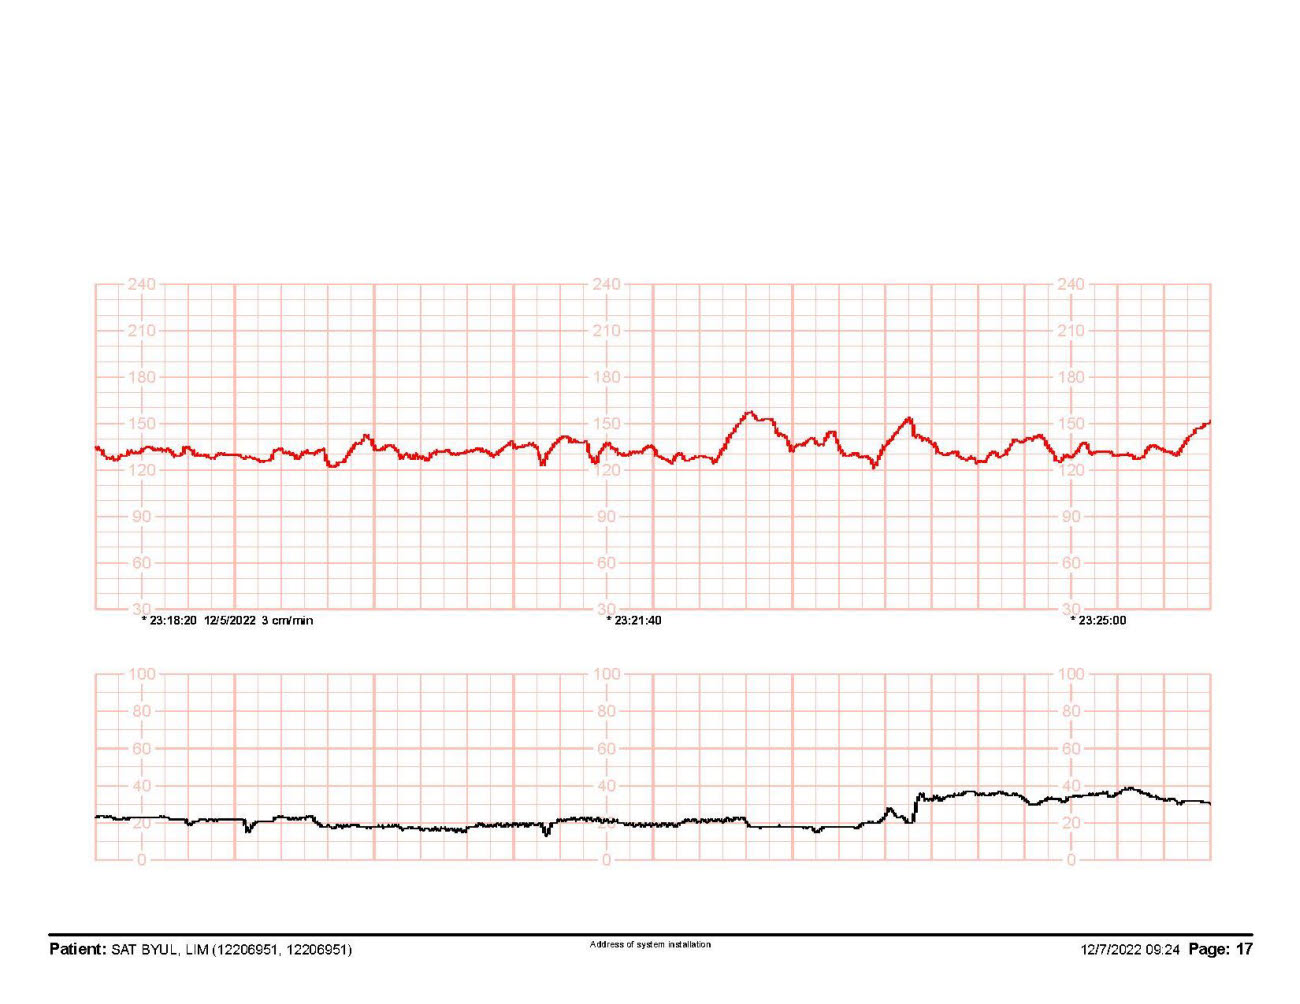 240 240 240
210 210 210
180 180 180
150 150 150
120 120 120
90 90 90
60 60 60
30 30 30
* 23:18:20 12/5/2022 3 cm/min * 23:21:40 * 23:25:00
100 100 100
80 80 80
60 60 60
40 40 40
20 20 20
0 0 0
Patient: SAT BYUL, LIM (12206951, 12206951) Address of system installation 12/7/2022 09:24 Page: 17